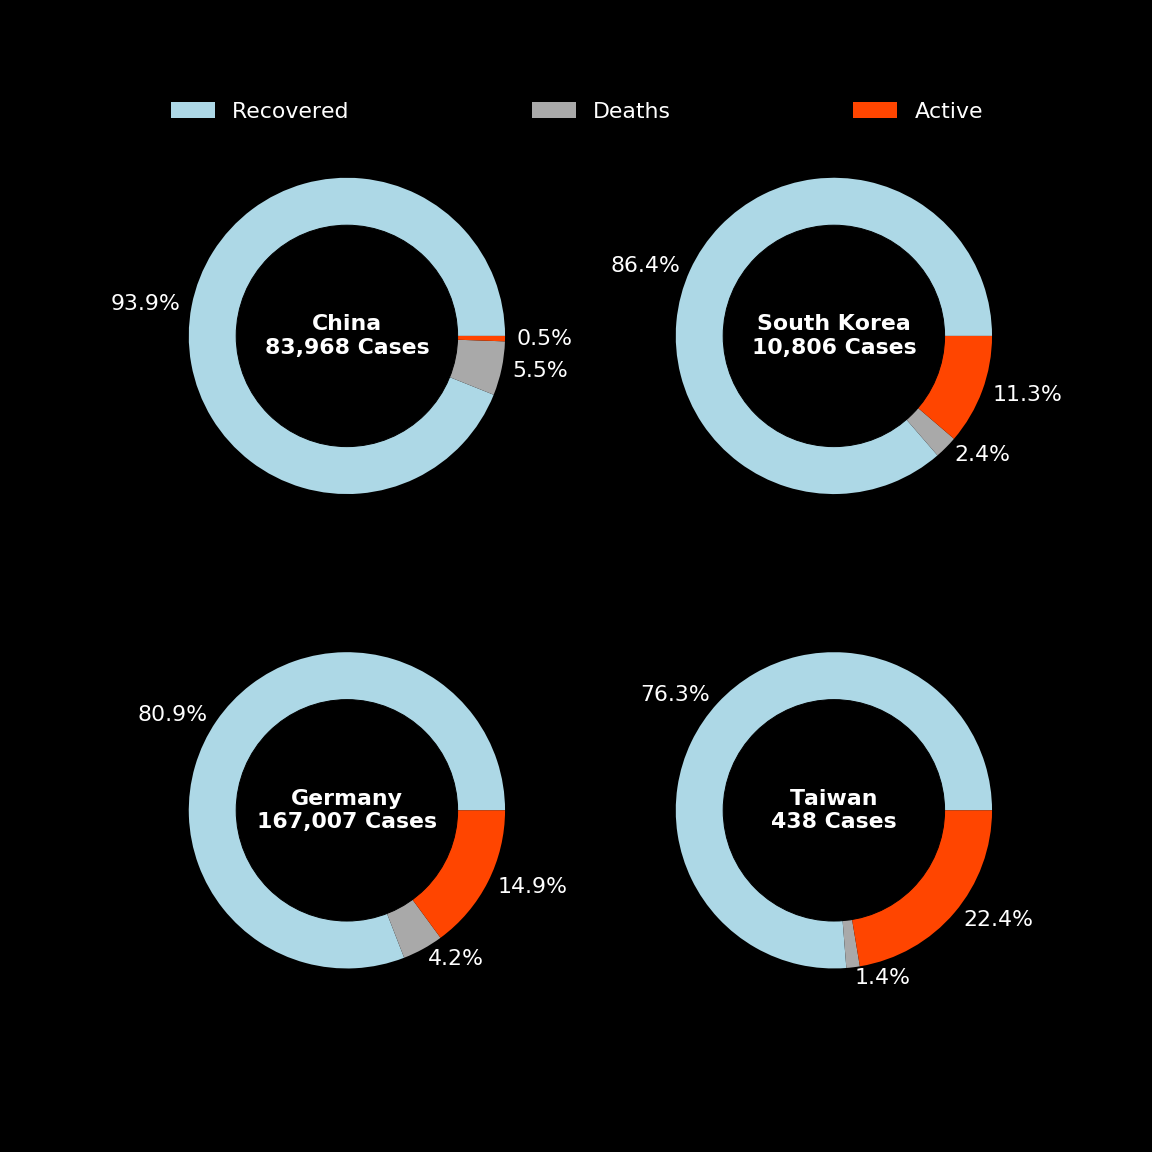 Recovered
Deaths
Active
93.9%
China
83,968 Cases
0.5%
5.5%
86.4%
South Korea
10,806 Cases
11.3%
2.4%
80.9%
Germany
167,007 Cases
14.9%
4.2%
76.3%
Taiwan
438 Cases
22.4%
1.4%